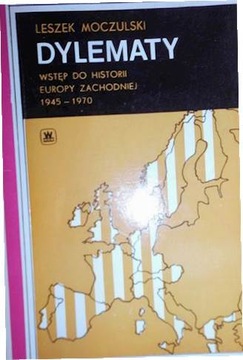 LESZEK MOCZULSKI
DYLEMATY
WSTĘP DO HISTORII
EUROPY ZACHODNIEJ
1945 – 1970